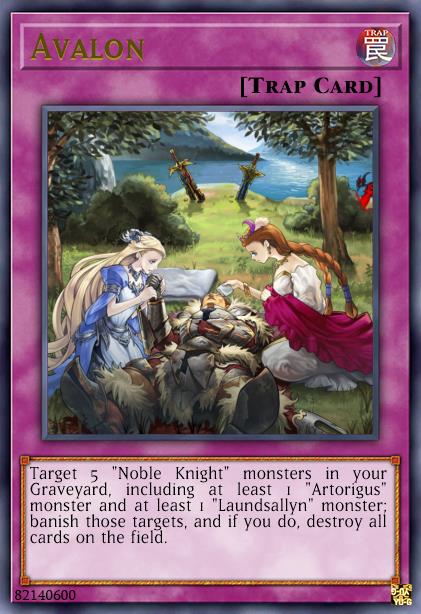 AVALON
TRAP
罠
[TRAP CARD]
Target 5 "Noble Knight" monsters in your
Graveyard, including at least 1 "Artorigus"
monster and at least 1 "Laundsallyn" monster;
banish those targets, and if you do, destroy all
cards on the field.
82140600